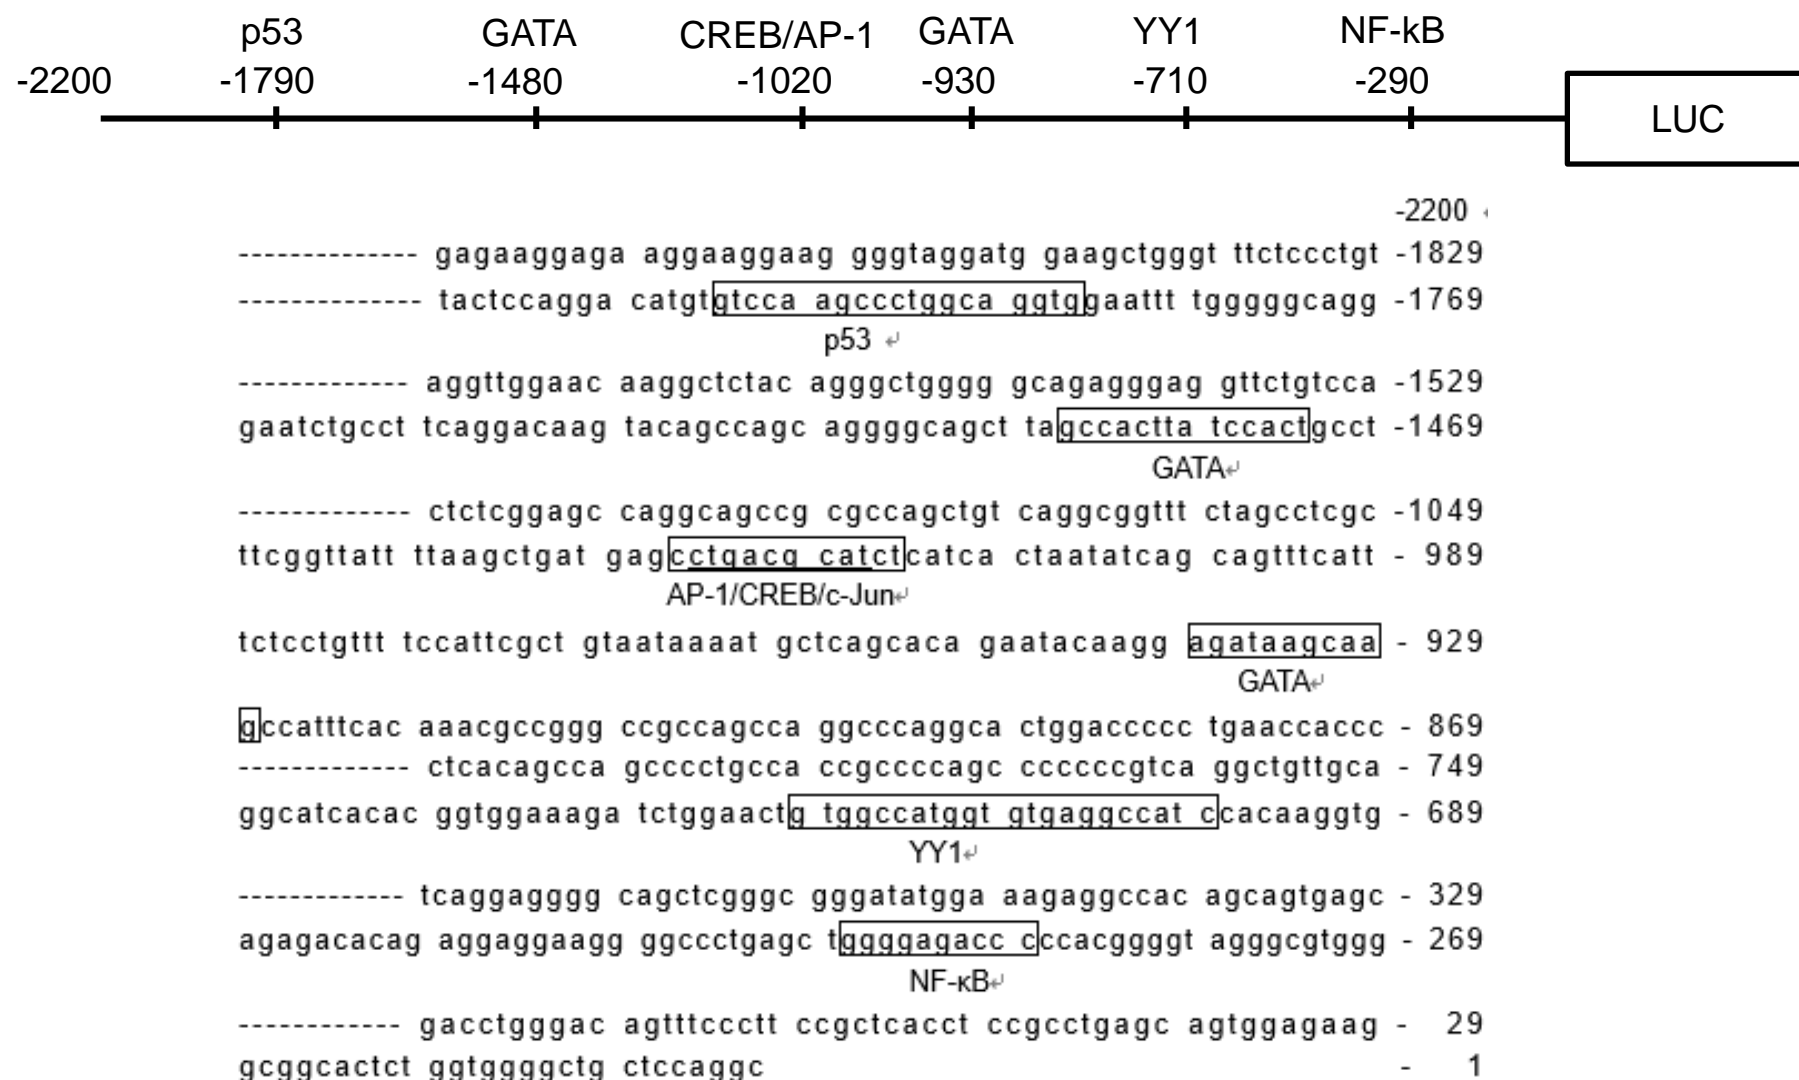 p53 GATA CREB/AP-1 GATA YY1 NF-kB
-2200 -1790 -1480 -1020 -930 -710 -290
LUC
-2200
------------- gagaaggaga aggaaggaag gggtaggatg gaagctgggt ttctccctgt -1829
------------- tactccagga catgtgtcca agccctggca ggtggaattt tgggggcagg -1769
p53
------------- aggttggaac aaggctctac agggctgggg gcagagggag gttctgtcca -1529
gaatctgcct tcaggacaag tacagccagc aggggcagct tagccactta tccactgcct -1469
GATA
------------- ctctcggagc caggcagccg cgccagctgt caggcggttt ctagcctcgc -1049
ttcggttatt ttaagctgat gagcctgacg catctcatca ctaatatcag cagtttcatt - 989
AP-1/CREB/c-Jun
tctcctgttt tccattcgct gtaataaaat gctcagcaca gaatacaagg agataagcaa - 929
GATA
gccatttcac aaacgccggg ccgccagcca ggcccaggca ctggaccccc tgaaccaccc - 869
------------- ctcacagcca gcccctgcca ccgccccagc ccccccgtca ggctgttgca - 749
ggcatcacac ggtggaaaga tctggaactg tggccatggt gtgaggccat ccacaaggtg - 689
YY1
------------- tcaggagggg cagctcgggc gggatatgga aagaggccac agcagtgagc - 329
agagacacag aggaggaagg ggccctgagc tggggagacc cccacggggt agggcgtggg - 269
NF-κB
------------- gacctgggac agtttccctt ccgctcacct ccgcctgagc agtggagaag - 29
gcggcactct ggtggggctg ctccaggc - 1